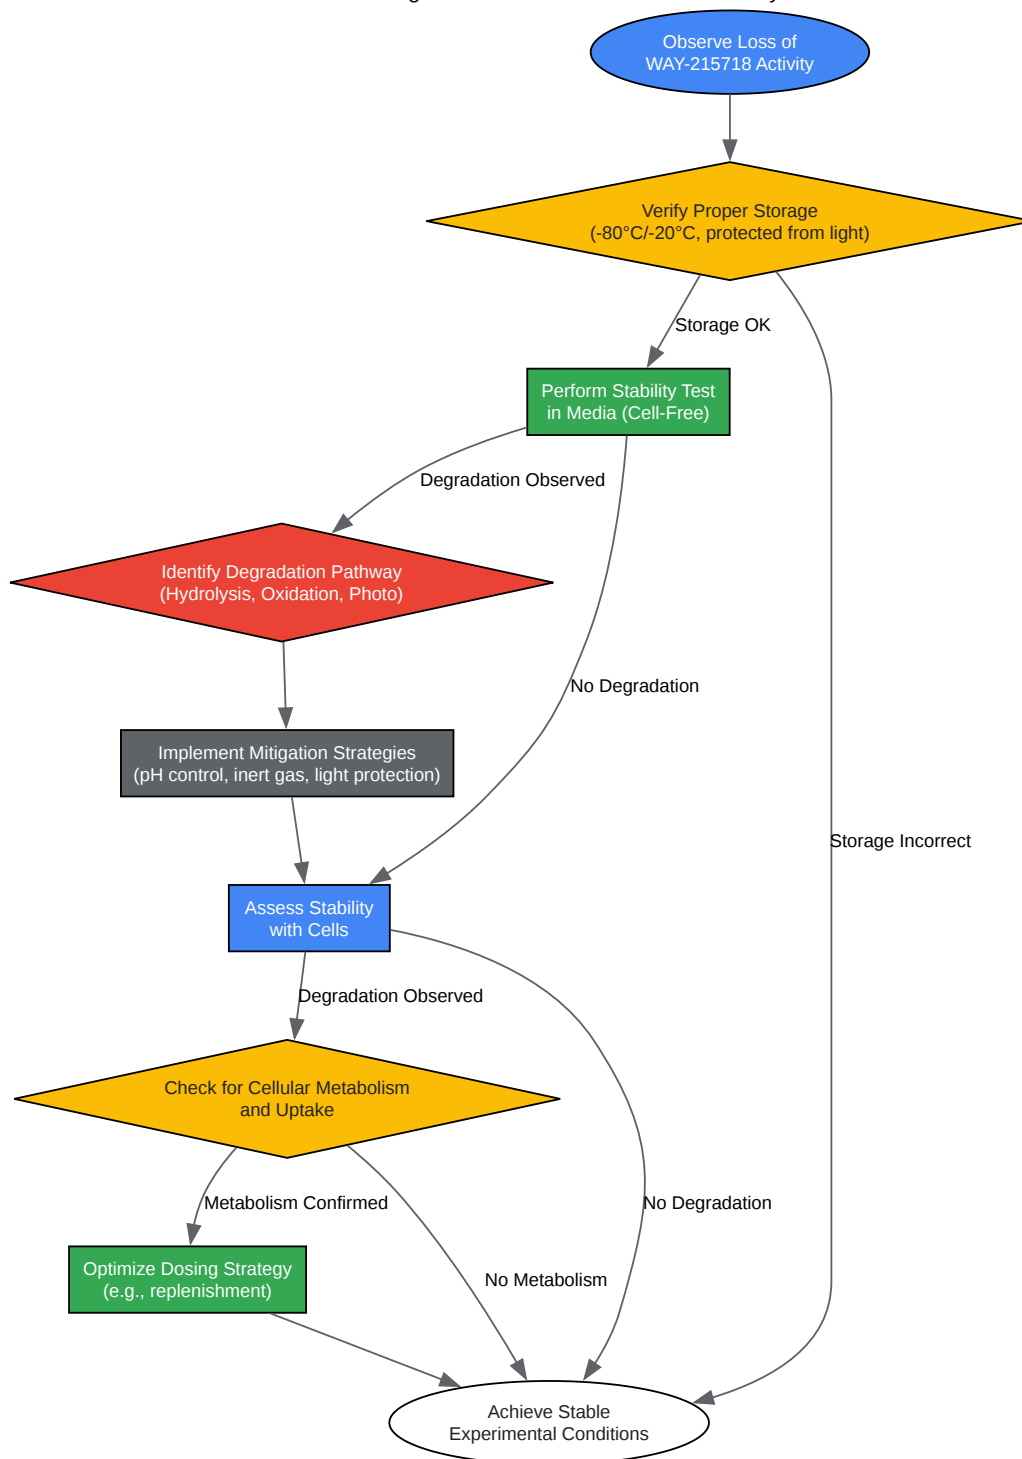 Observe Loss of
WAY-215718 Activity
Verify Proper Storage
(-80°C/-20°C, protected from light)
Storage OK
Perform Stability Test
in Media (Cell-Free)
Degradation Observed
Identify Degradation Pathway
(Hydrolysis, Oxidation, Photo)
No Degradation
Implement Mitigation Strategies
(pH control, inert gas, light protection)
Storage Incorrect
Assess Stability
with Cells
Degradation Observed
Check for Cellular Metabolism
and Uptake
Metabolism Confirmed
No Degradation
Optimize Dosing Strategy
(e.g., replenishment)
No Metabolism
Achieve Stable
Experimental Conditions